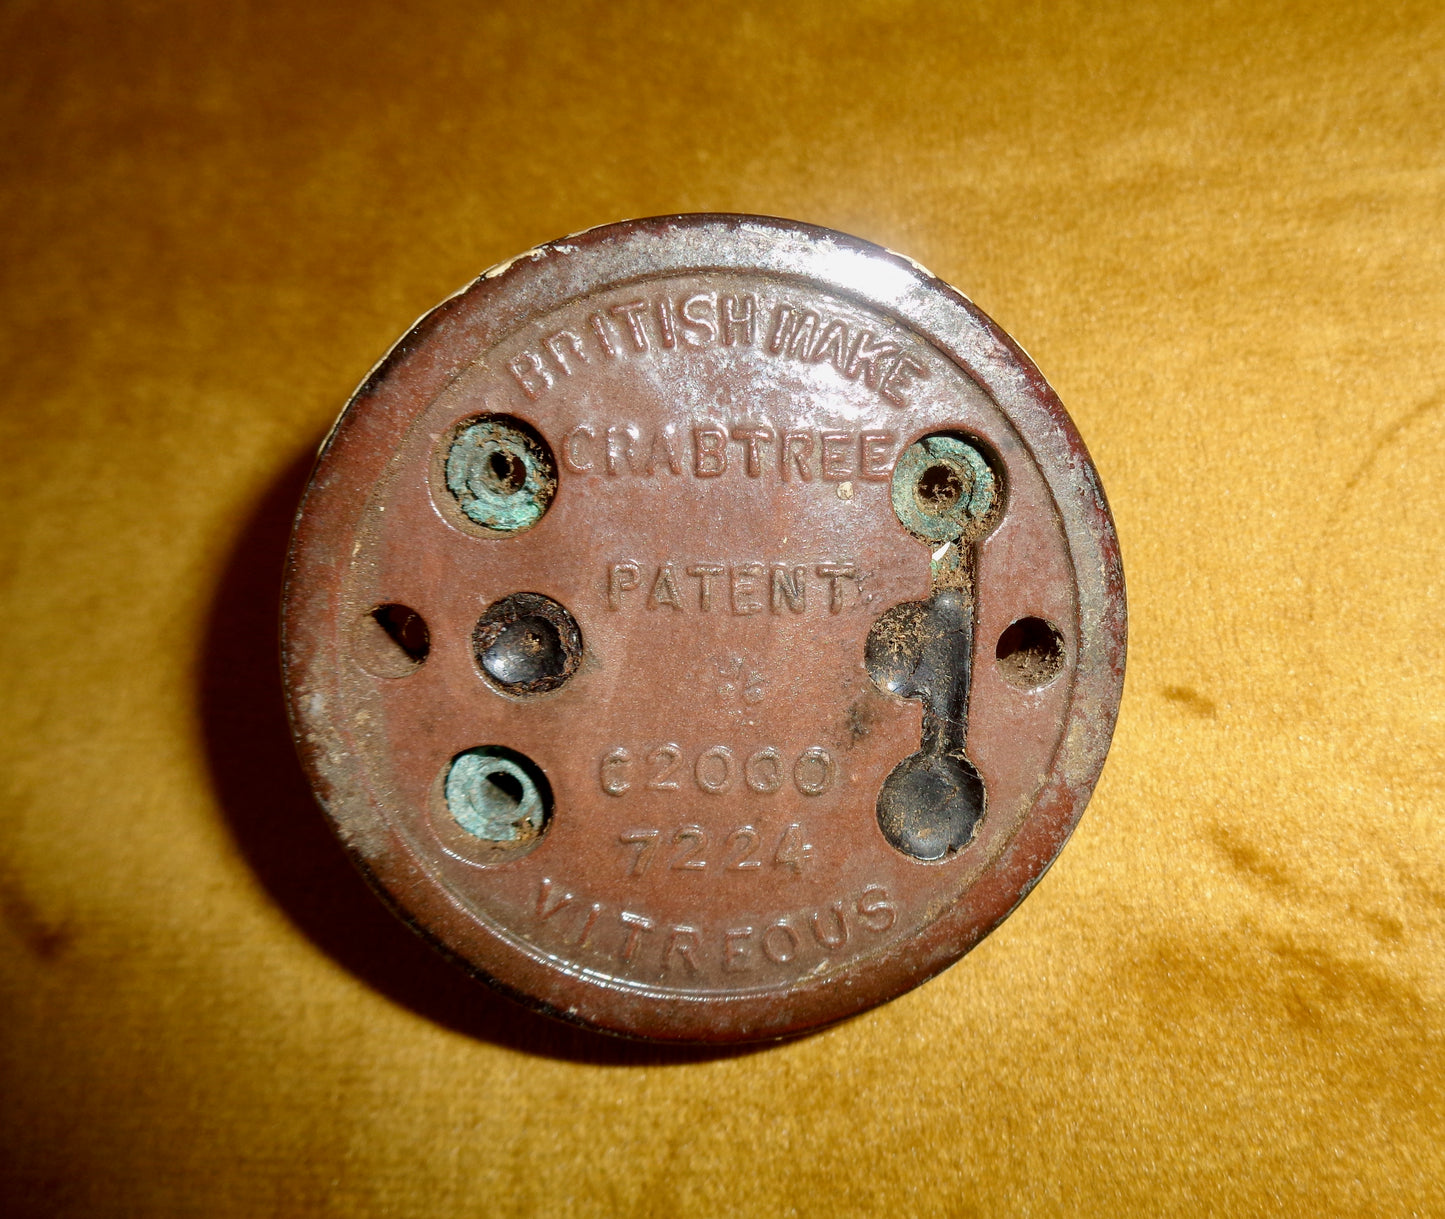 BRITISH MAKE
CRABTREE
PATENT
C2000
7224
VITREOUS